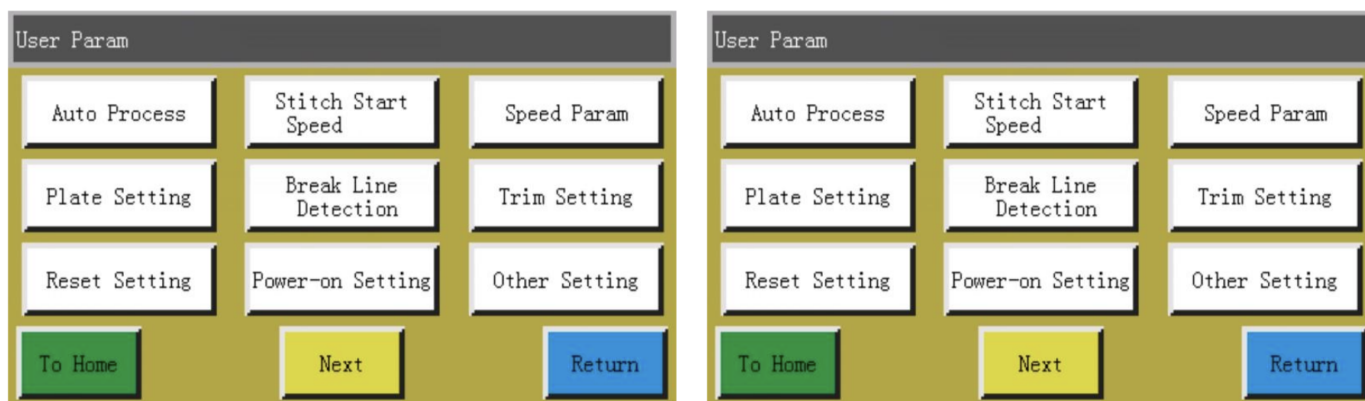 User Param
Auto Process
Stitch Start
Speed
Speed Param
Plate Setting
Break Line
Detection
Trim Setting
Reset Setting
Power-on Setting
Other Setting
To Home
Next
Return
User Param
Auto Process
Stitch Start
Speed
Speed Param
Plate Setting
Break Line
Detection
Trim Setting
Reset Setting
Power-on Setting
Other Setting
To Home
Next
Return